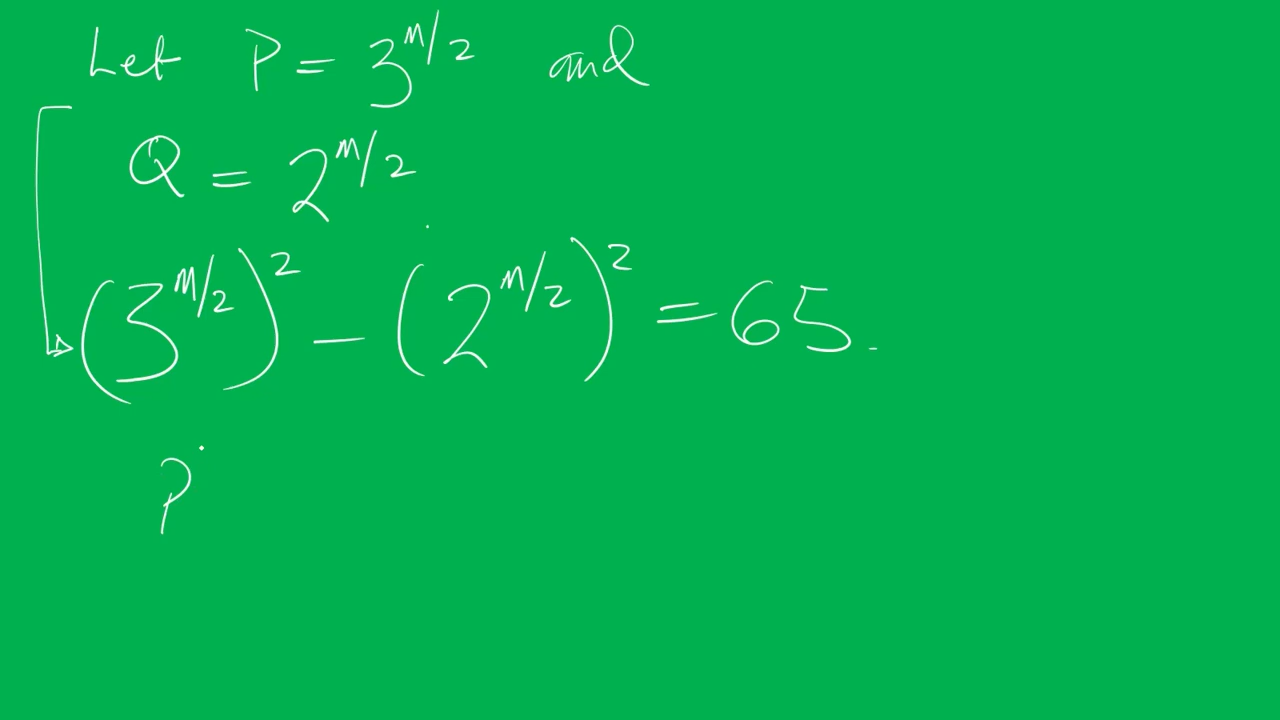 Let P = 3^{M/2} and
Q = 2^{M/2}
(3^{M/2})^2 - (2^{M/2})^2 = 65.
P